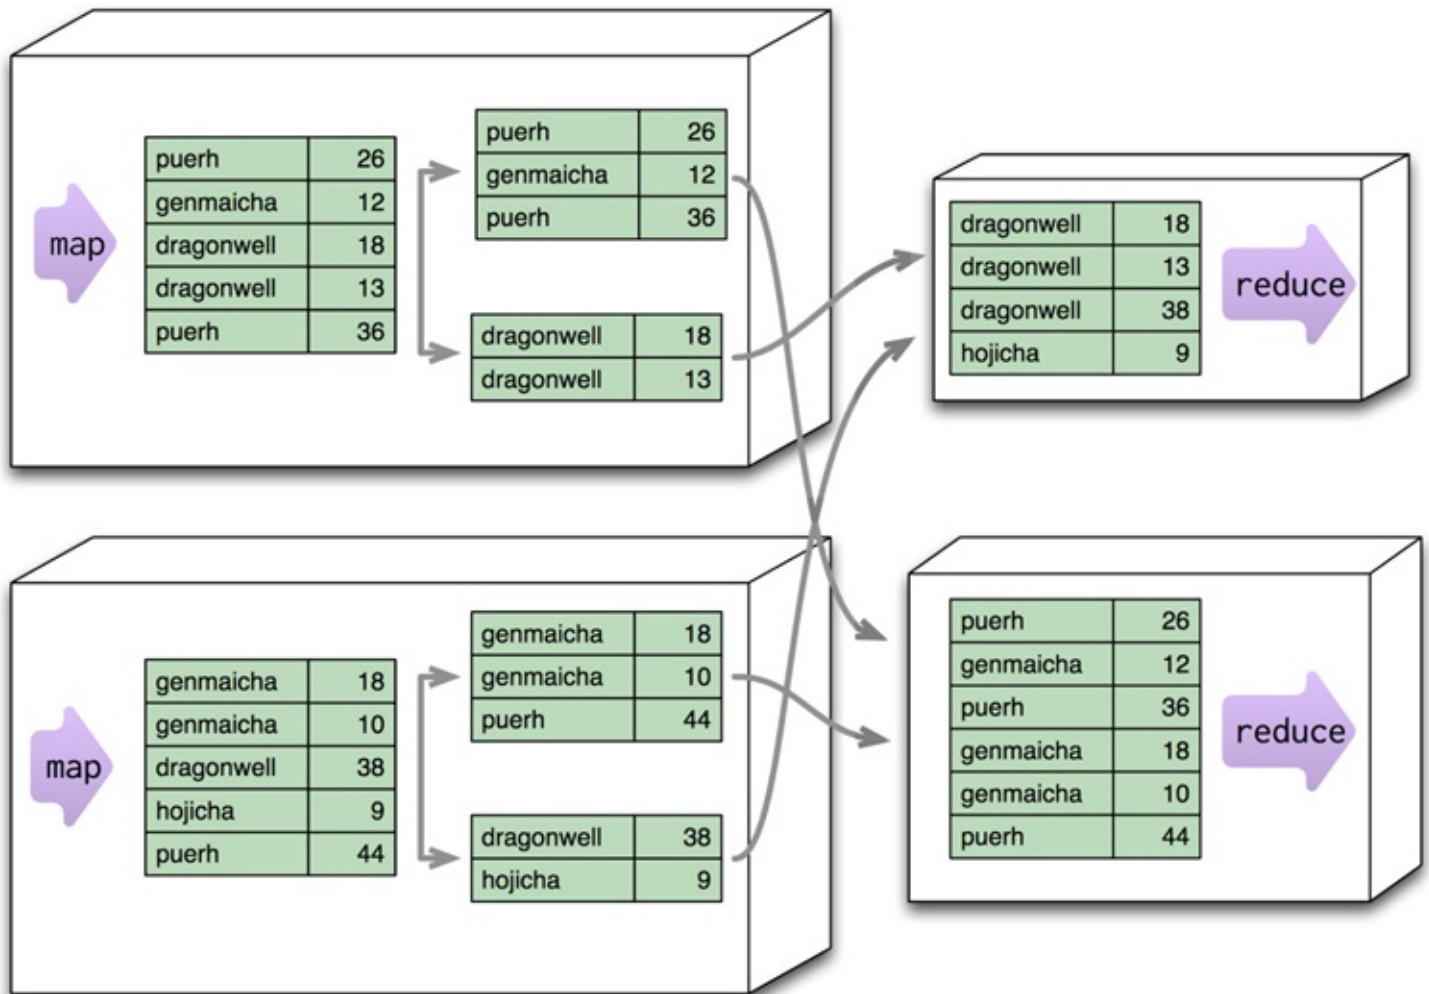 map
puerh 26
genmaicha 12
dragonwell 18
dragonwell 13
puerh 36
puerh 26
genmaicha 12
puerh 36
dragonwell 18
dragonwell 13
dragonwell 18
dragonwell 13
dragonwell 38
hojicha 9
reduce
map
genmaicha 18
genmaicha 10
dragonwell 38
hojicha 9
puerh 44
genmaicha 18
genmaicha 10
puerh 44
dragonwell 38
hojicha 9
puerh 26
genmaicha 12
puerh 36
genmaicha 18
genmaicha 10
puerh 44
reduce